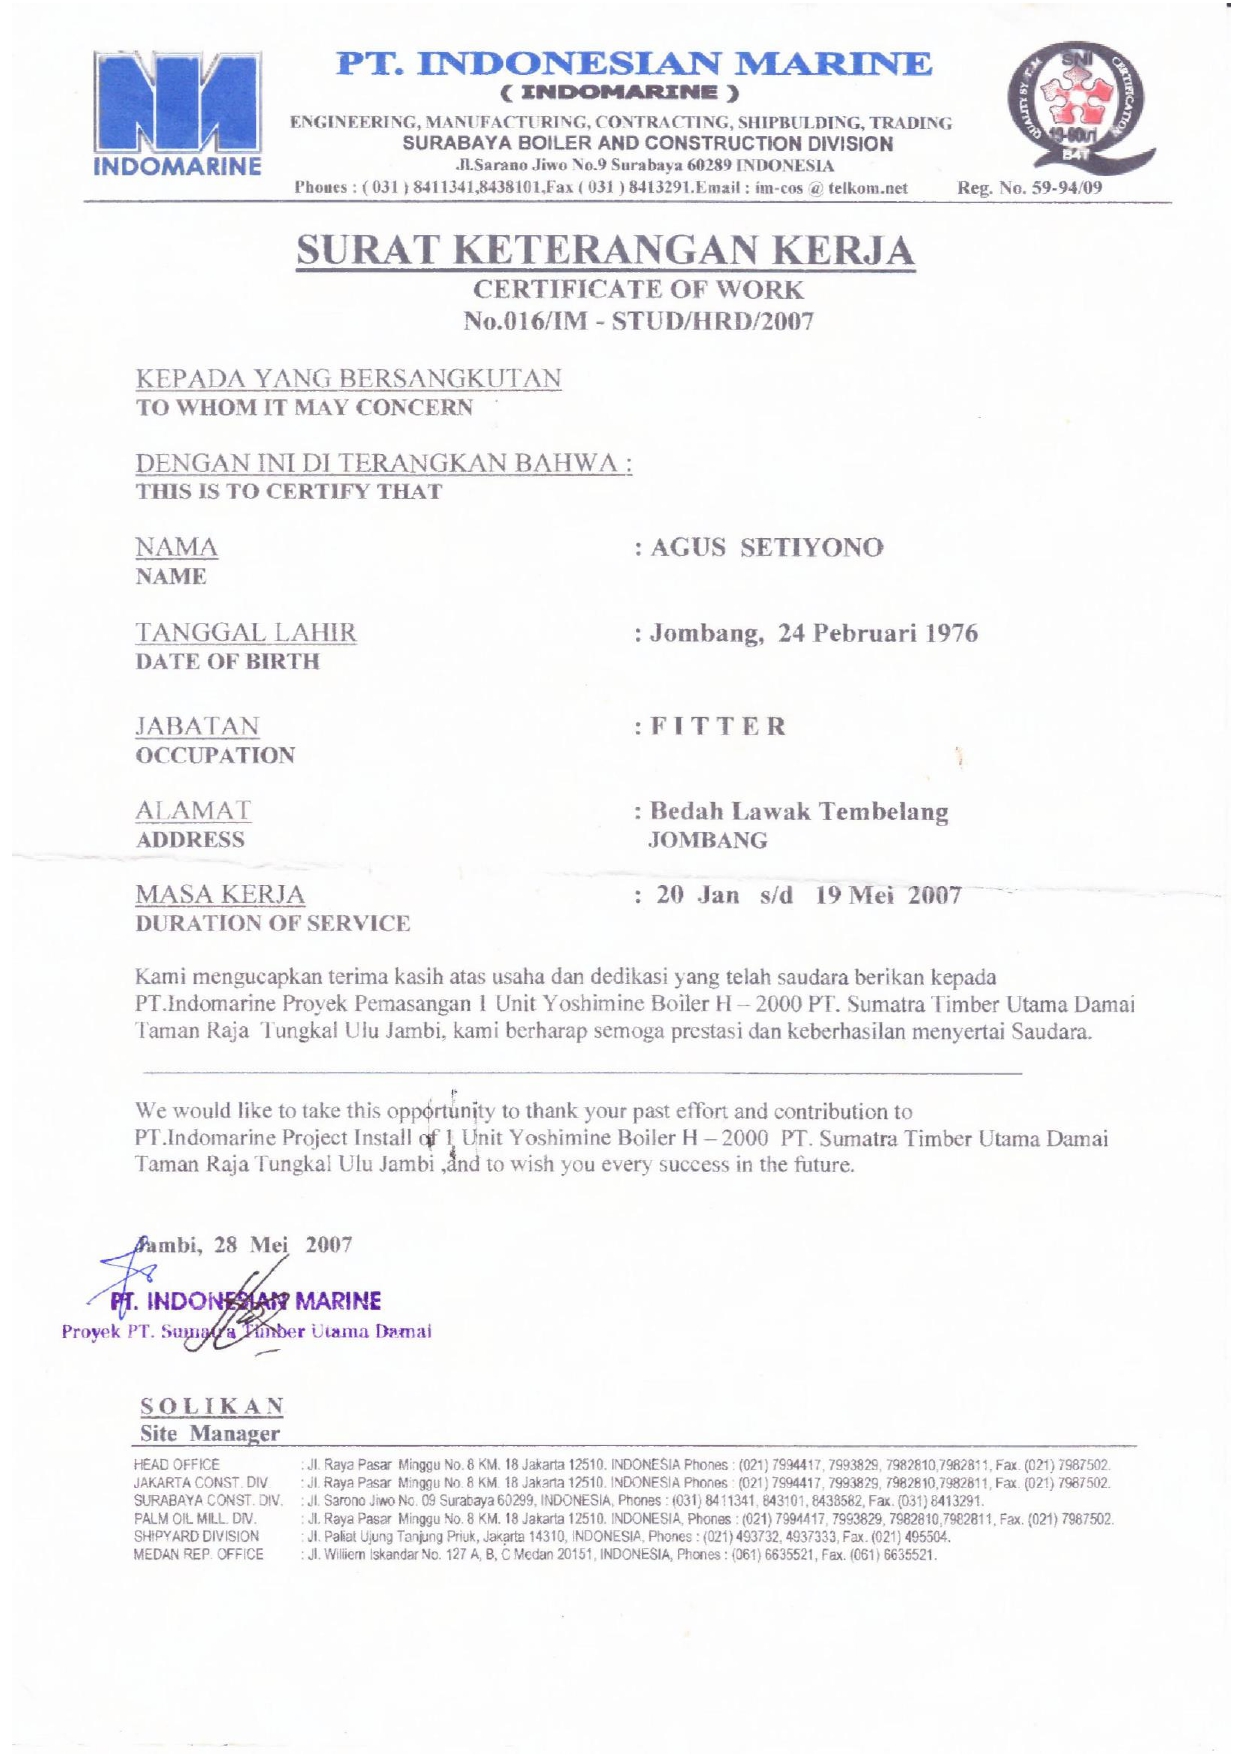 PT. INDONESIAN MARINE
( INDOMARINE )
ENGINEERING, MANUFACTURING, CONTRACTING, SHIPBULDING, TRADING
SURABAYA BOILER AND CONSTRUCTION DIVISION
Jl.Sarano Jiwo No.9 Surabaya 60289 INDONESIA
Phones : ( 031 ) 8411341,8438101,Fax ( 031 ) 8413291.Email : im-cos @ telkom.net
INDOMARINE
QUALITY SYSTEM CERTIFICATION
SNI
B4T
Reg. No. 59-94/09
SURAT KETERANGAN KERJA
CERTIFICATE OF WORK
No.016/IM - STUD/HRD/2007
KEPADA YANG BERSANGKUTAN
TO WHOM IT MAY CONCERN
DENGAN INI DI TERANGKAN BAHWA :
THIS IS TO CERTIFY THAT
NAMA : AGUS SETIYONO
NAME
TANGGAL LAHIR : Jombang, 24 Pebruari 1976
DATE OF BIRTH
JABATAN : F I T T E R
OCCUPATION
ALAMAT : Bedah Lawak Tembelang
ADDRESS JOMBANG
MASA KERJA : 20 Jan s/d 19 Mei 2007
DURATION OF SERVICE
Kami mengucapkan terima kasih atas usaha dan dedikasi yang telah saudara berikan kepada
PT.Indomarine Proyek Pemasangan 1 Unit Yoshimine Boiler H – 2000 PT. Sumatra Timber Utama Damai
Taman Raja Tungkal Ulu Jambi, kami berharap semoga prestasi dan keberhasilan menyertai Saudara.
We would like to take this opportunity to thank your past effort and contribution to
PT.Indomarine Project Install of 1 Unit Yoshimine Boiler H – 2000 PT. Sumatra Timber Utama Damai
Taman Raja Tungkal Ulu Jambi ,and to wish you every success in the future.
Jambi, 28 Mei 2007
PT. INDONESIAN MARINE
Proyek PT. Sumatra Timber Utama Damai
S O L I K A N
Site Manager
HEAD OFFICE : Jl. Raya Pasar Minggu No. 8 KM. 18 Jakarta 12510. INDONESIA Phones : (021) 7994417, 7993829, 7982810,7982811, Fax. (021) 7987502.
JAKARTA CONST. DIV : Jl. Raya Pasar Minggu No. 8 KM. 18 Jakarta 12510. INDONESIA Phones : (021) 7994417, 7993829, 7982810,7982811, Fax. (021) 7987502.
SURABAYA CONST. DIV. : Jl. Sarono Jiwo No. 09 Surabaya 60299, INDONESIA, Phones : (031) 8411341, 843101, 8438582, Fax. (031) 8413291.
PALM OIL MILL. DIV. : Jl. Raya Pasar Minggu No. 8 KM. 18 Jakarta 12510. INDONESIA, Phones : (021) 7994417, 7993829, 7982810,7982811, Fax. (021) 7987502.
SHIPYARD DIVISION : Jl. Paliat Ujung Tanjung Priuk, Jakarta 14310, INDONESIA, Phones : (021) 493732, 4937333, Fax. (021) 495504.
MEDAN REP. OFFICE : Jl. Williem Iskandar No. 127 A, B, C Medan 20151, INDONESIA, Phones : (061) 6635521, Fax. (061) 6635521.